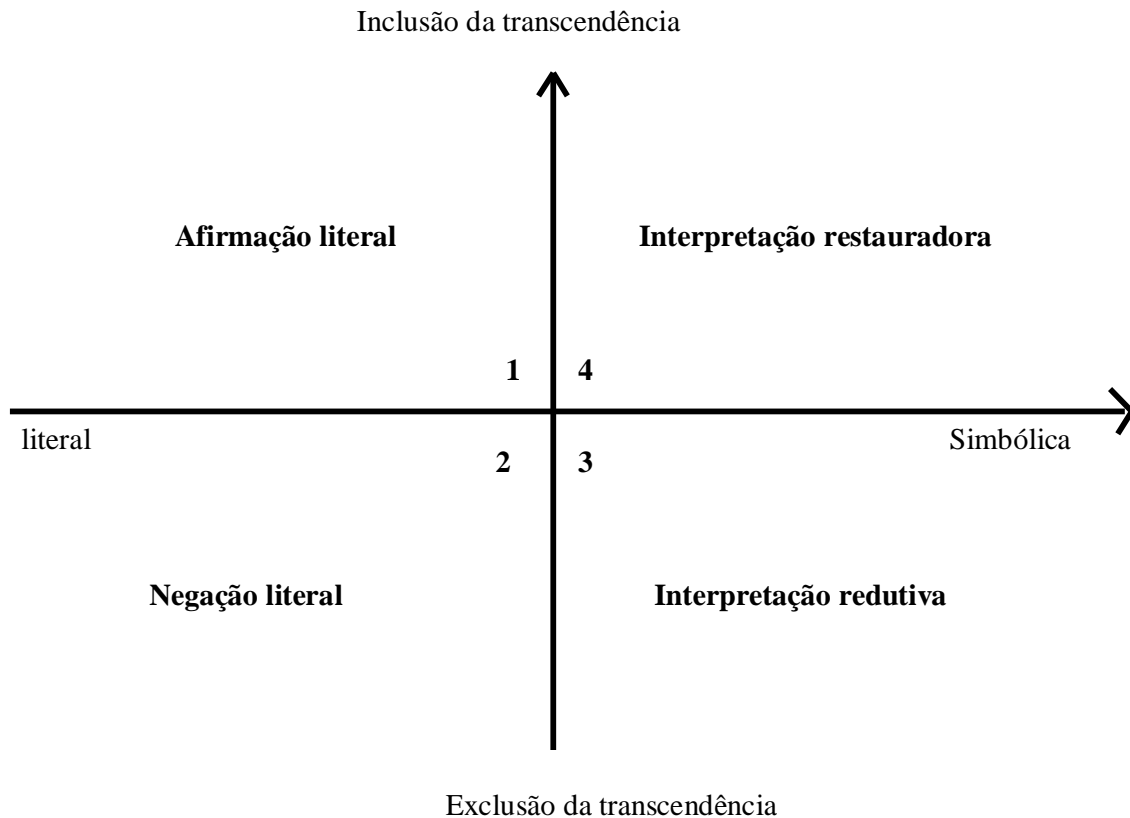 Inclusão da transcendência
Afirmação literal
Interpretação restauradora
1
4
literal
Simbólica
2
3
Negação literal
Interpretação redutiva
Exclusão da transcendência